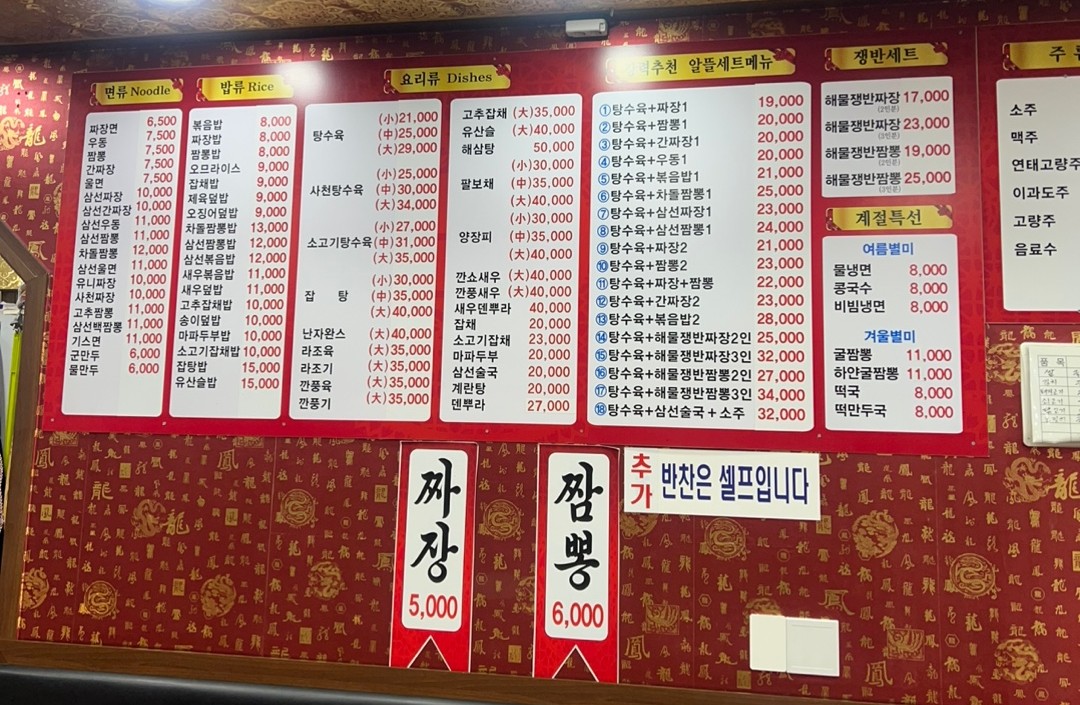 면류 Noodle
짜장면 6,500
우동 7,500
짬뽕 7,500
간짜장 7,500
울면 7,500
삼선짜장 10,000
삼선간짜장 10,000
삼선우동 11,000
삼선짬뽕 11,000
차돌짬뽕 12,000
삼선울면 11,000
유니짜장 10,000
사천짜장 10,000
고추짬뽕 11,000
삼선백짬뽕 11,000
기스면 11,000
군만두 6,000
물만두 6,000
밥류 Rice
볶음밥 8,000
짜장밥 8,000
짬뽕밥 8,000
오므라이스 9,000
잡채밥 9,000
제육덮밥 9,000
오징어덮밥 9,000
차돌짬뽕밥 13,000
삼선짬뽕밥 12,000
삼선볶음밥 12,000
새우볶음밥 11,000
새우덮밥 11,000
고추잡채밥 10,000
송이덮밥 10,000
마파두부밥 10,000
소고기잡채밥 10,000
잡탕밥 15,000
유산슬밥 15,000
요리류 Dishes
(小)21,000
탕수육 (中)25,000
(大)29,000
(小)25,000
사천탕수육 (中)30,000
(大)34,000
(小)27,000
소고기탕수육 (中)31,000
(大)35,000
(小)30,000
잡 탕 (中)35,000
(大)40,000
난자완스 (大)40,000
라조육 (大)35,000
라조기 (大)35,000
깐풍육 (大)35,000
깐풍기 (大)35,000
고추잡채 (大)35,000
유산슬 (大)40,000
해삼탕 50,000
(小)30,000
팔보채 (中)35,000
(大)40,000
(小)30,000
양장피 (中)35,000
(大)40,000
깐쇼새우 (大)40,000
깐풍새우 (大)40,000
새우덴뿌라 40,000
잡채 20,000
소고기잡채 23,000
마파두부 20,000
삼선술국 20,000
계란탕 20,000
덴뿌라 27,000
추천 알뜰세트메뉴
①탕수육+짜장1 19,000
②탕수육+짬뽕1 20,000
③탕수육+간짜장1 20,000
④탕수육+우동1 20,000
⑤탕수육+볶음밥1 21,000
⑥탕수육+차돌짬뽕1 25,000
⑦탕수육+삼선짜장1 23,000
⑧탕수육+삼선짬뽕1 24,000
⑨탕수육+짜장2 21,000
⑩탕수육+짬뽕2 23,000
⑪탕수육+짜장+짬뽕 22,000
⑫탕수육+간짜장2 23,000
⑬탕수육+볶음밥2 28,000
⑭탕수육+해물쟁반짜장2인 25,000
⑮탕수육+해물쟁반짜장3인 32,000
⑯탕수육+해물쟁반짬뽕2인 27,000
⑰탕수육+해물쟁반짬뽕3인 34,000
⑱탕수육+삼선술국+소주 32,000
쟁반세트
해물쟁반짜장 17,000
(2인분)
해물쟁반짜장 23,000
(3인분)
해물쟁반짬뽕 19,000
(2인분)
해물쟁반짬뽕 25,000
(3인분)
계절특선
여름별미
물냉면 8,000
콩국수 8,000
비빔냉면 8,000
겨울별미
굴짬뽕 11,000
하얀굴짬뽕 11,000
떡국 8,000
떡만두국 8,000
주
소주
맥주
연태고량주
이과도주
고량주
음료수
품목
짜장
5,000
짬뽕
6,000
추가 반찬은 셀프입니다